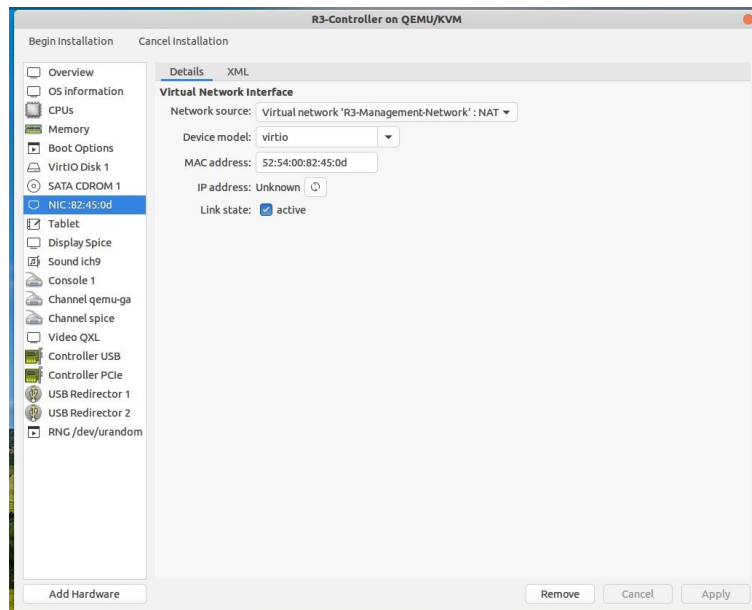 R3-Controller on QEMU/KVM
Begin Installation Cancel Installation
Overview
OS information
CPUs
Memory
Boot Options
VirtIO Disk 1
SATA CDROM 1
NIC :82:45:0d
Tablet
Display Spice
Sound ich9
Console 1
Channel qemu-ga
Channel spice
Video QXL
Controller USB
Controller PCIe
USB Redirector 1
USB Redirector 2
RNG /dev/urandom
Add Hardware
Details XML
Virtual Network Interface
Network source: Virtual network 'R3-Management-Network' : NAT
Device model: virtio
MAC address: 52:54:00:82:45:0d
IP address: Unknown
Link state: active
Remove Cancel Apply